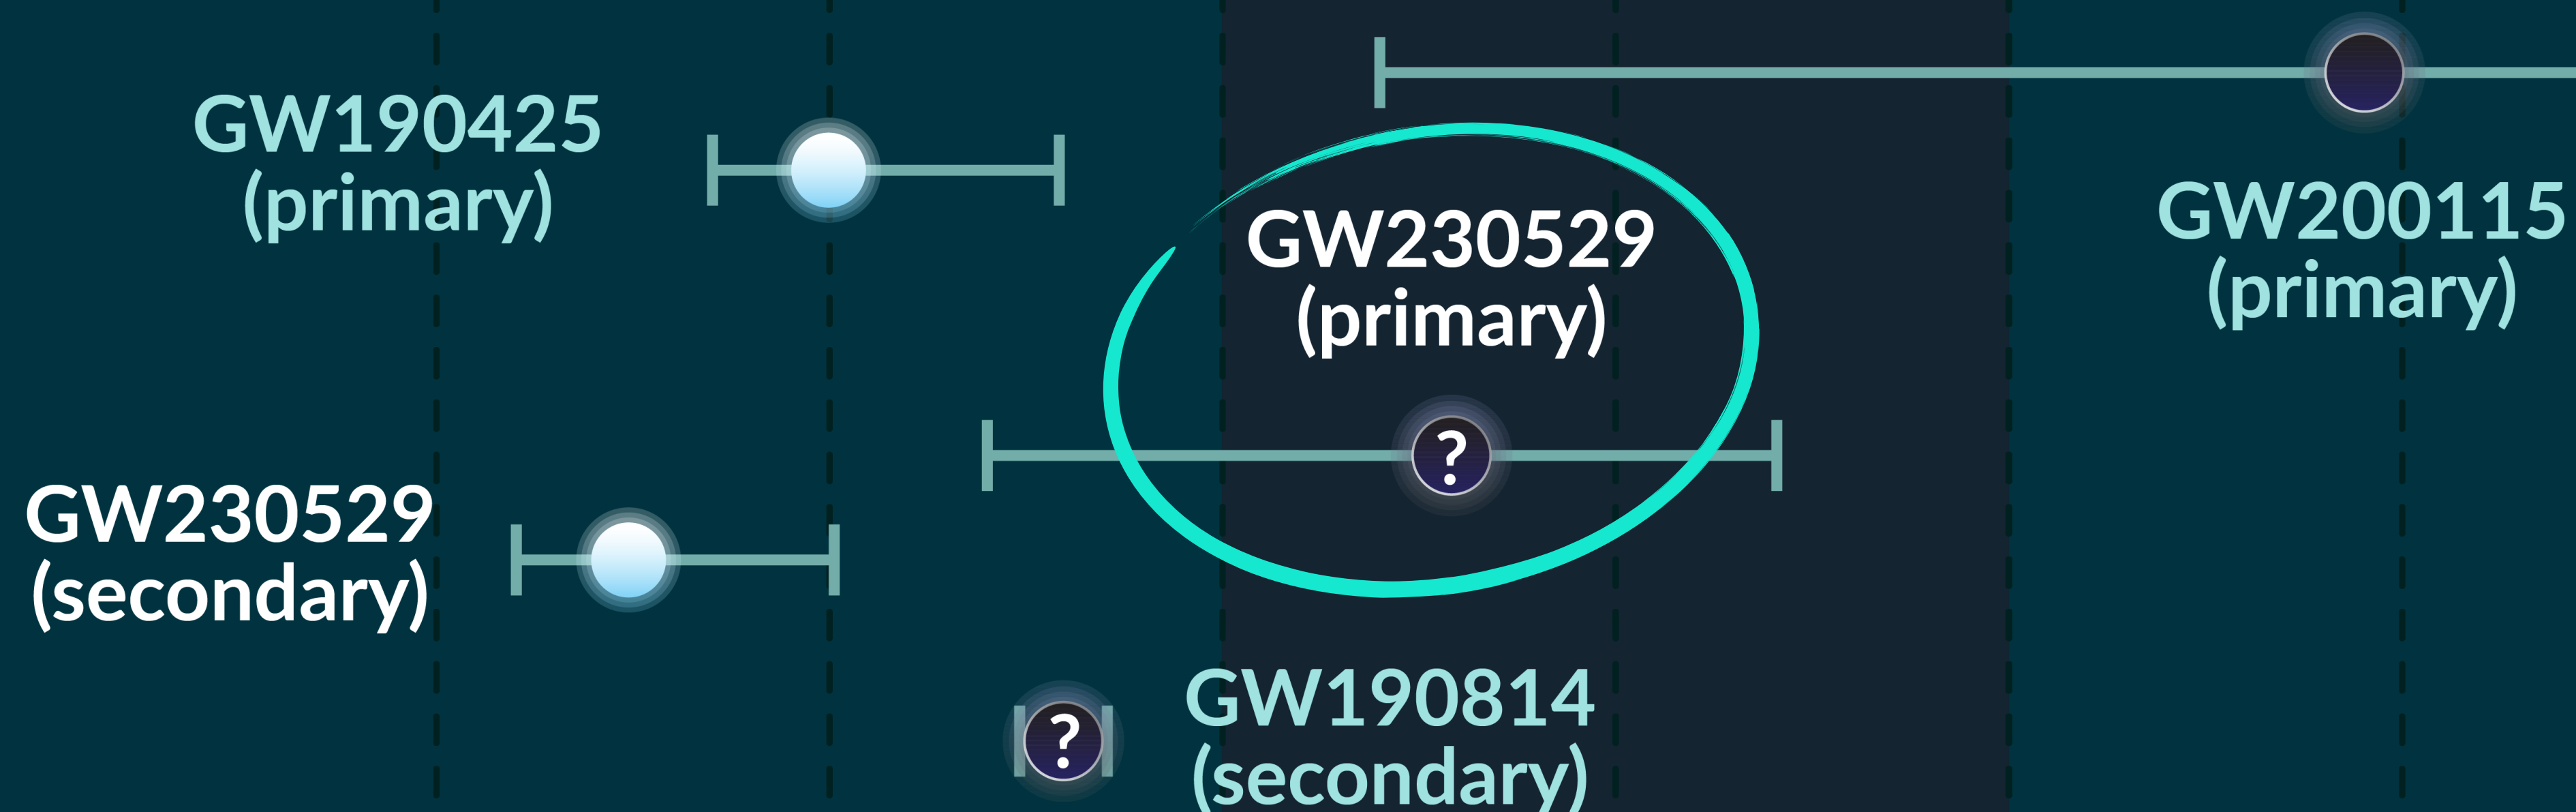 GW190425
(primary)
GW230529
(primary)
GW200115
(primary)
?
GW230529
(secondary)
GW190814
(secondary)
?